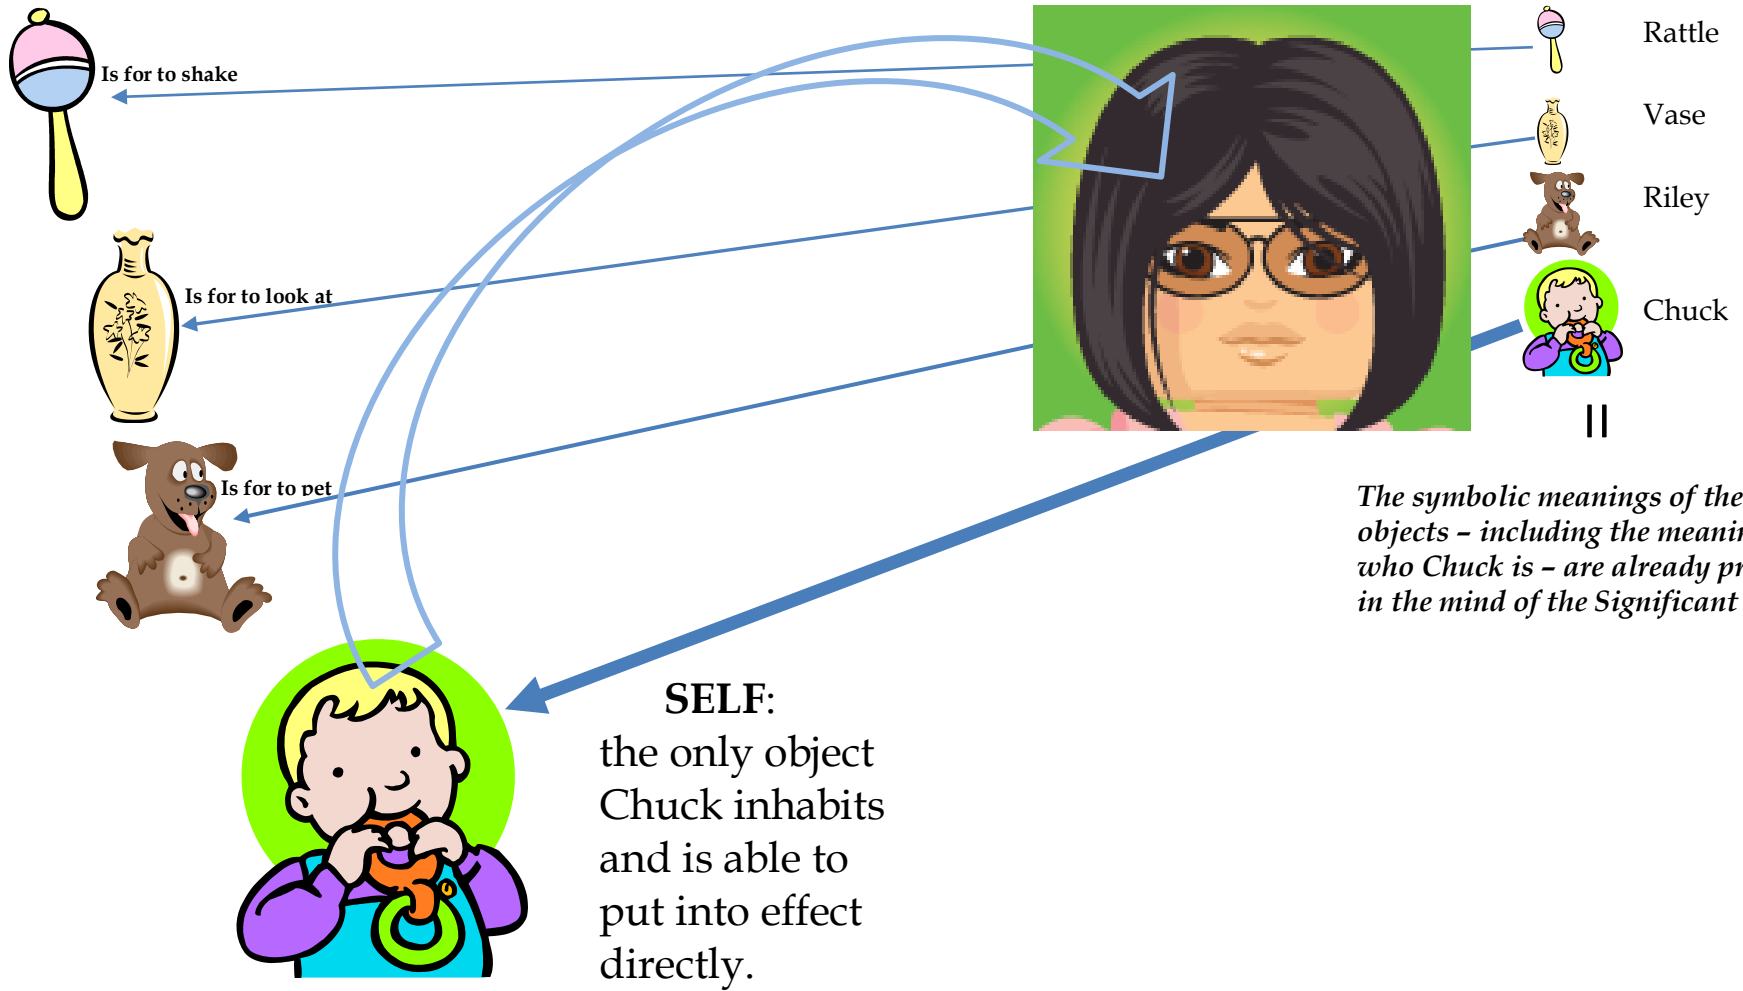 Is for to shake
Rattle
Vase
Is for to look at
Riley
Chuck
Is for to pet
The symbolic meanings of the
objects – including the
who Chuck is – are already
in the mind of the Significant
SELF:
the only object
Chuck inhabits
and is able to
put into effect
directly.